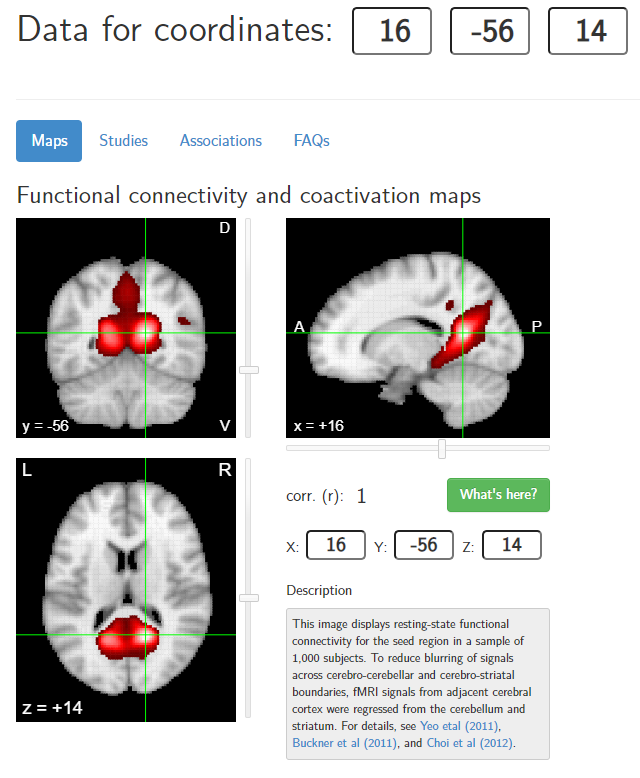 Data for coordinates: 16 -56 14
Maps Studies Associations FAQs
Functional connectivity and coactivation maps
D
y = -56 V
A P
x = +16
L R
z = +14
corr. (r): 1 What's here?
X: 16 Y: -56 Z: 14
Description
This image displays resting-state functional
connectivity for the seed region in a sample of
1,000 subjects. To reduce blurring of signals
across cerebro-cerebellar and cerebro-striatal
boundaries, fMRI signals from adjacent cerebral
cortex were regressed from the cerebellum and
striatum. For details, see Yeo etal (2011),
Buckner et al (2011), and Choi et al (2012).